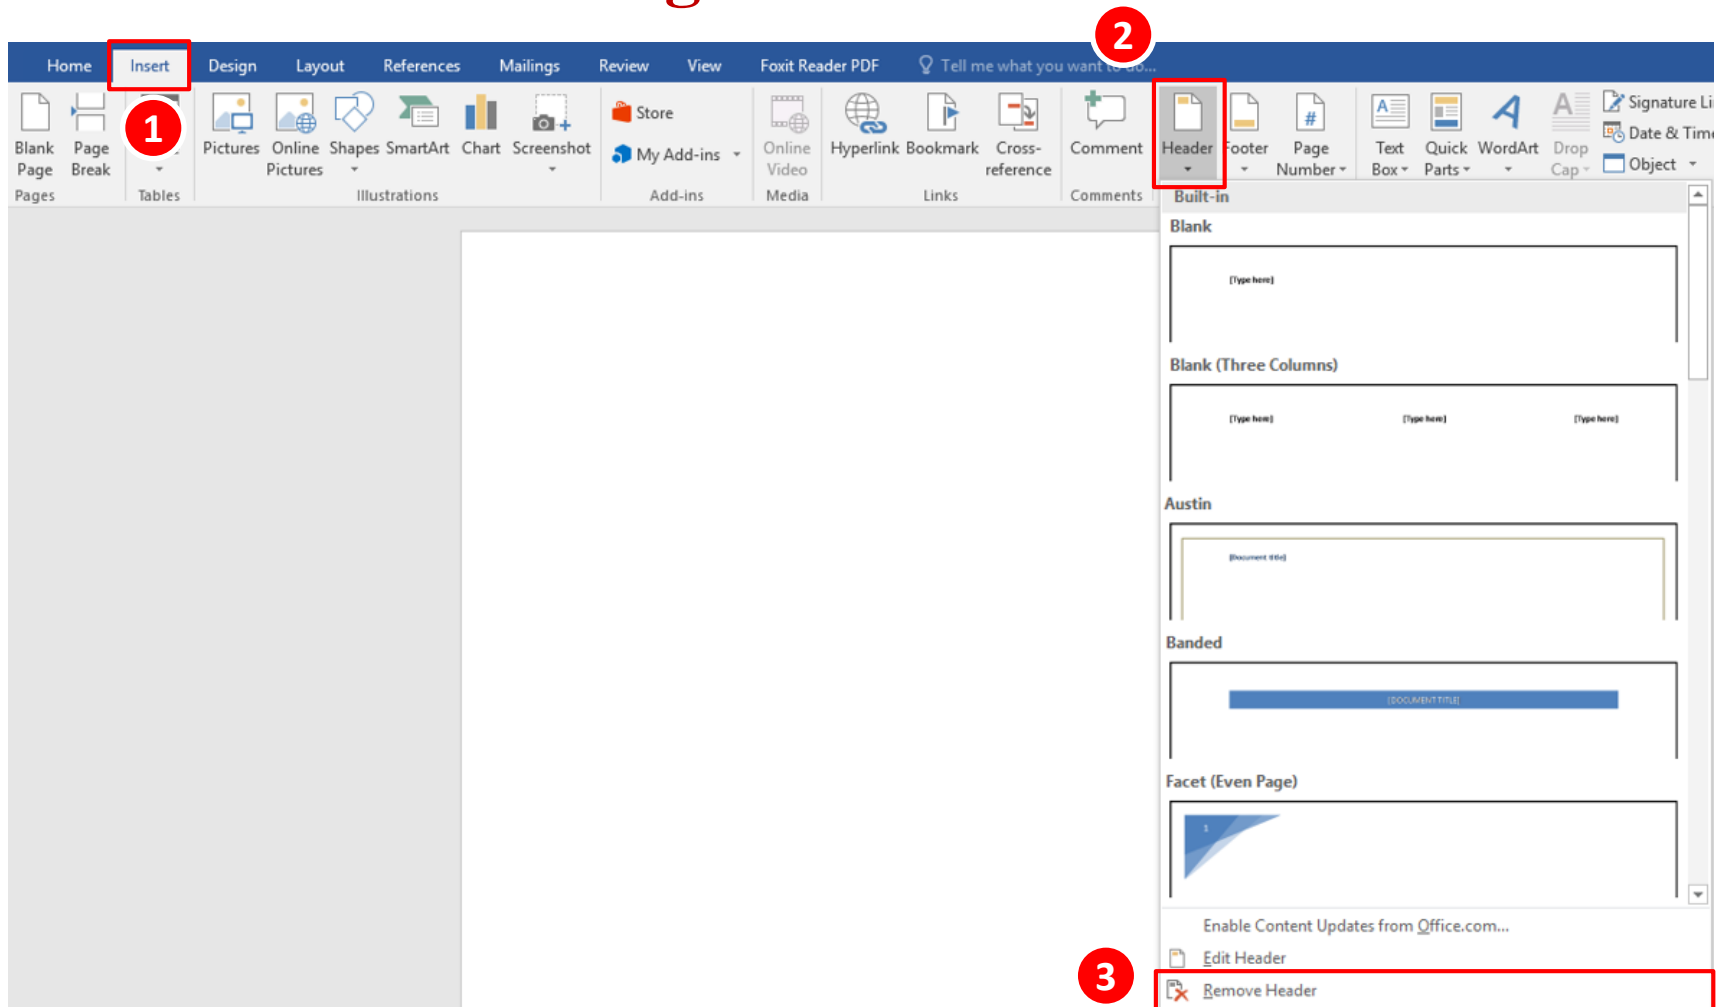 2
Home Insert Design Layout References Mailings Review View Foxit Reader PDF Tell me what you want to do...
1
Blank Page
Page Break
Pages
Tables
Pictures
Online Pictures
Shapes
SmartArt
Chart
Screenshot
Illustrations
Store
My Add-ins
Add-ins
Online Video
Media
Hyperlink
Bookmark
Cross-reference
Links
Comment
Comments
Header
Footer
Page Number
#
Text Box
Quick Parts
WordArt
Drop Cap
Signature Li
Date & Time
Object
Built-in
Blank
[Type here]
Blank (Three Columns)
[Type here] [Type here] [Type here]
Austin
[Document title]
Banded
[DOCUMENT TITLE]
Facet (Even Page)
1
Enable Content Updates from Office.com...
Edit Header
3
Remove Header